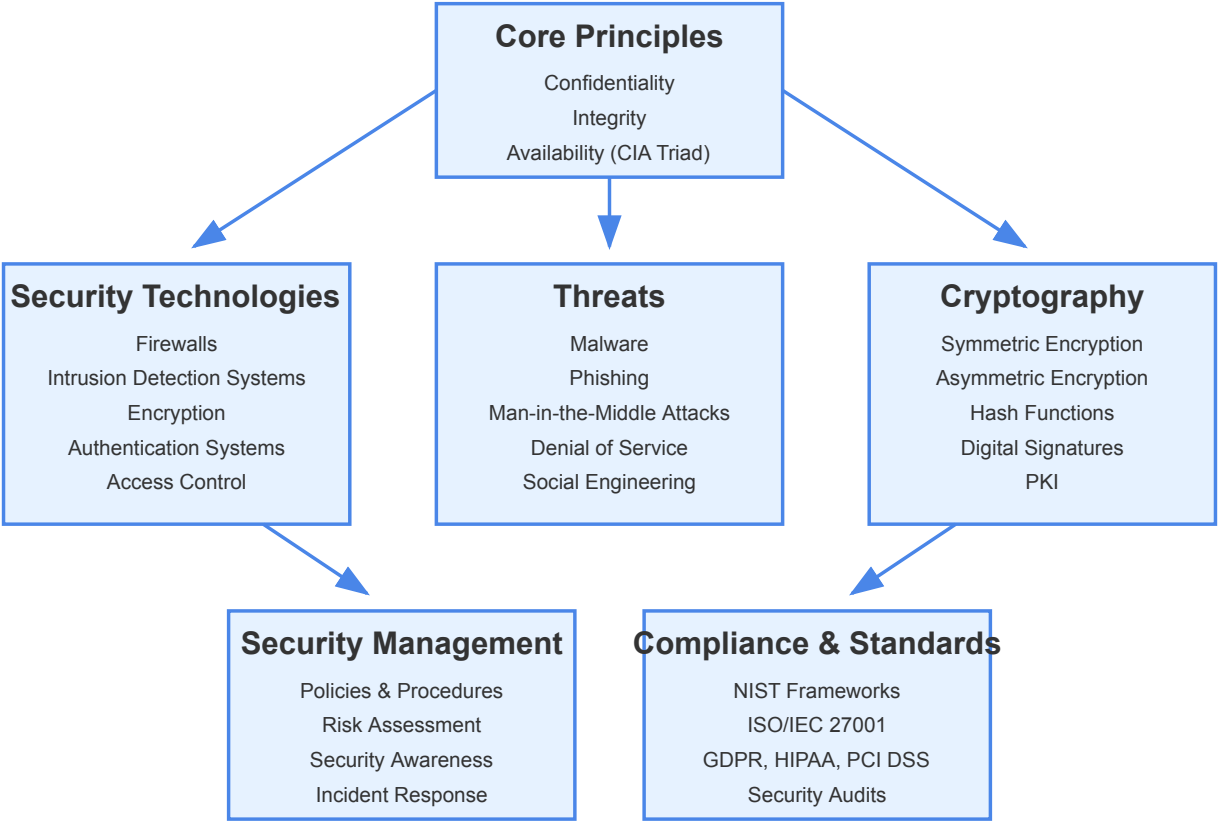 Core Principles
Confidentiality
Integrity
Availability (CIA Triad)
Security Technologies
Firewalls
Intrusion Detection Systems
Encryption
Authentication Systems
Access Control
Threats
Malware
Phishing
Man-in-the-Middle Attacks
Denial of Service
Social Engineering
Cryptography
Symmetric Encryption
Asymmetric Encryption
Hash Functions
Digital Signatures
PKI
Security Management
Policies & Procedures
Risk Assessment
Security Awareness
Incident Response
Compliance & Standards
NIST Frameworks
ISO/IEC 27001
GDPR, HIPAA, PCI DSS
Security Audits